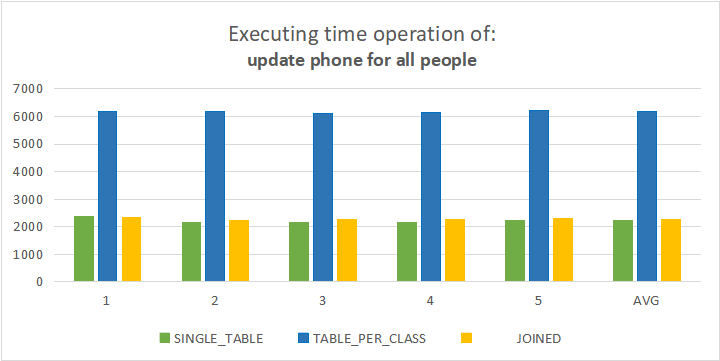 Executing time operation of:
update phone for all people
7000
6000
5000
4000
3000
2000
1000
0
1 2 3 4 5 AVG
SINGLE_TABLE TABLE_PER_CLASS JOINED